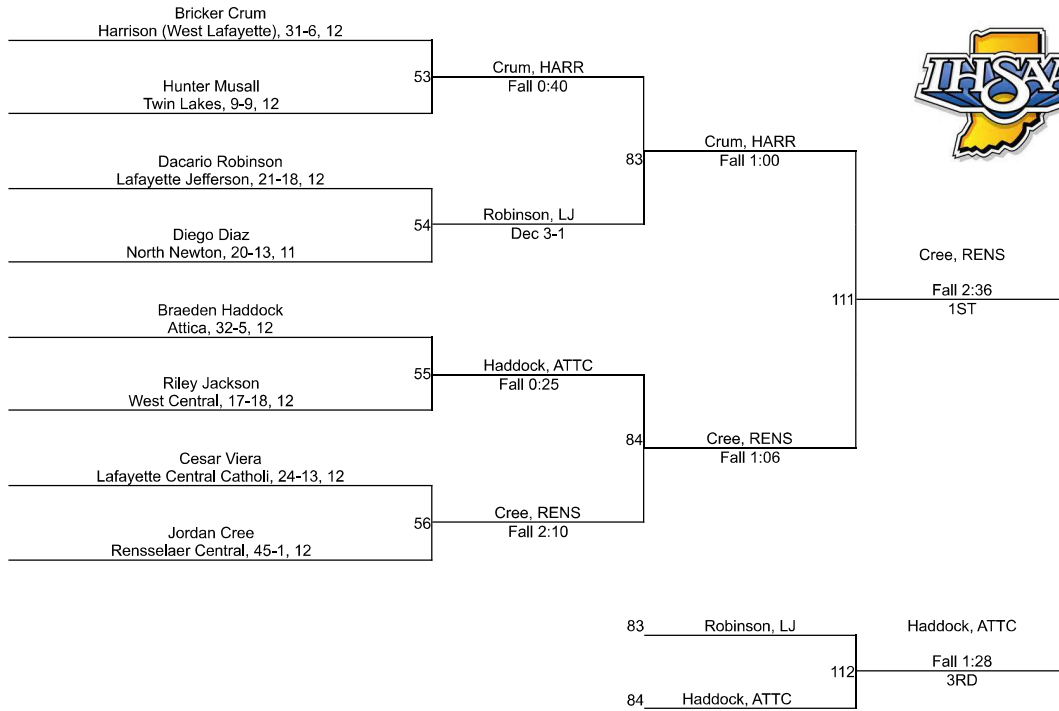 Bricker Crum
Harrison (West Lafayette), 31-6, 12
53
Hunter Musall
Twin Lakes, 9-9, 12
Crum, HARR
Fall 0:40
Dacario Robinson
Lafayette Jefferson, 21-18, 12
54
Diego Diaz
North Newton, 20-13, 11
Robinson, LJ
Dec 3-1
83
Crum, HARR
Fall 1:00
Braeden Haddock
Attica, 32-5, 12
55
Riley Jackson
West Central, 17-18, 12
Haddock, ATTC
Fall 0:25
Cesar Viera
Lafayette Central Catholi, 24-13, 12
56
Jordan Cree
Rensselaer Central, 45-1, 12
Cree, RENS
Fall 2:10
84
Cree, RENS
Fall 1:06
111
Cree, RENS
Fall 2:36
1ST
83
Robinson, LJ
84
Haddock, ATTC
112
Haddock, ATTC
Fall 1:28
3RD
IHSAA